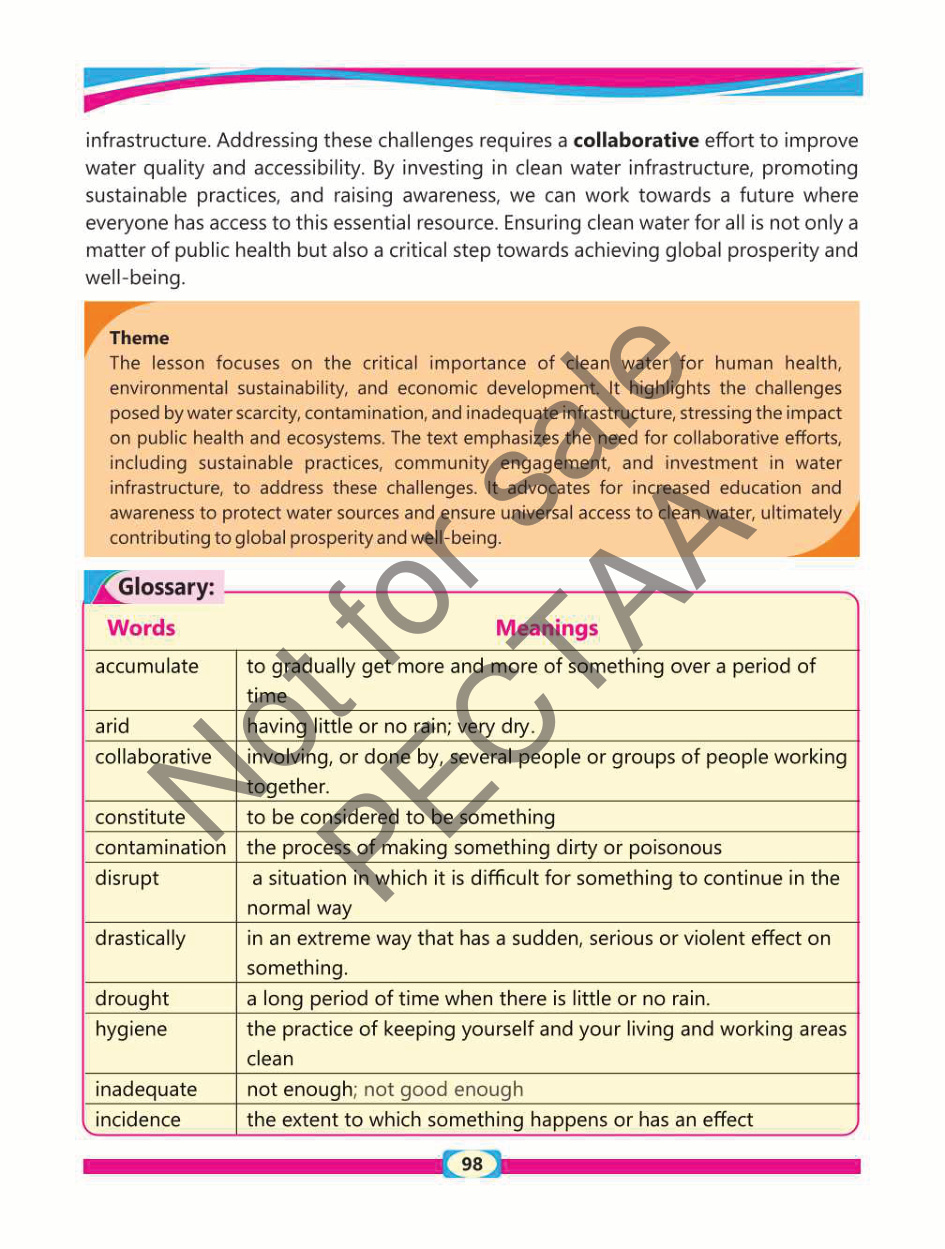 infrastructure. Addressing these challenges requires a collaborative effort to improve
water quality and accessibility. By investing in clean water infrastructure, promoting
sustainable practices, and raising awareness, we can work towards a future where
everyone has access to this essential resource. Ensuring clean water for all is not only a
matter of public health but also a critical step towards achieving global prosperity and
well-being.
Theme
The lesson focuses on the critical importance of clean water for human health,
environmental sustainability, and economic development. It highlights the challenges
posed by water scarcity, contamination, and inadequate infrastructure, stressing the impact
on public health and ecosystems. The text emphasizes the need for collaborative efforts,
including sustainable practices, community engagement, and investment in water
infrastructure, to address these challenges. It advocates for increased education and
awareness to protect water sources and ensure universal access to clean water, ultimately
contributing to global prosperity and well-being.
Glossary:
Words Meanings
accumulate to gradually get more and more of something over a period of
time
arid having little or no rain; very dry.
collaborative involving, or done by, several people or groups of people working
together.
constitute to be considered to be something
contamination the process of making something dirty or poisonous
disrupt a situation in which it is difficult for something to continue in the
normal way
drastically in an extreme way that has a sudden, serious or violent effect on
something.
drought a long period of time when there is little or no rain.
hygiene the practice of keeping yourself and your living and working areas
clean
inadequate not enough; not good enough
incidence the extent to which something happens or has an effect
98
Not for sale
PECTAA